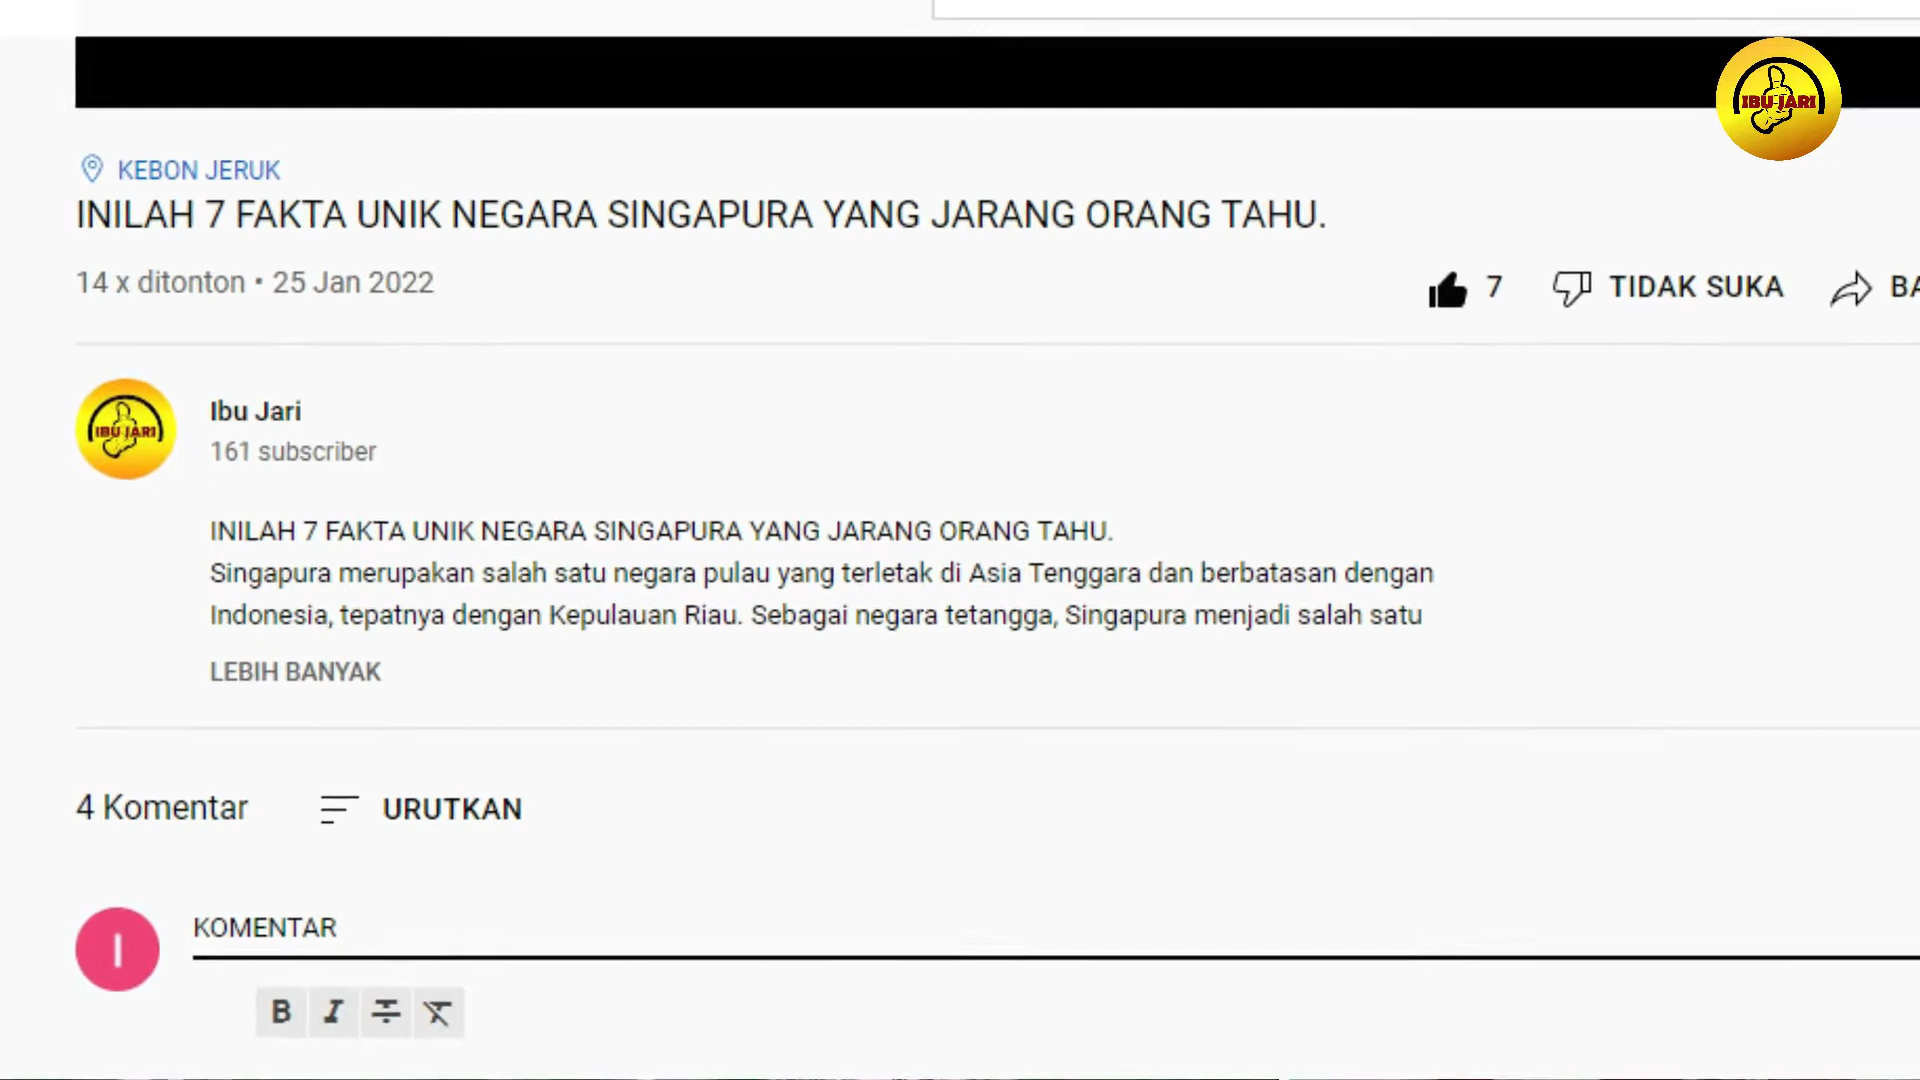 IBU JARI
KEBON JERUK
INILAH 7 FAKTA UNIK NEGARA SINGAPURA YANG JARANG ORANG TAHU.
14 x ditonton • 25 Jan 2022
7 TIDAK SUKA BA
IBU JARI
Ibu Jari
161 subscriber
INILAH 7 FAKTA UNIK NEGARA SINGAPURA YANG JARANG ORANG TAHU.
Singapura merupakan salah satu negara pulau yang terletak di Asia Tenggara dan berbatasan dengan
Indonesia, tepatnya dengan Kepulauan Riau. Sebagai negara tetangga, Singapura menjadi salah satu
LEBIH BANYAK
4 Komentar URUTKAN
I KOMENTAR
B I T T